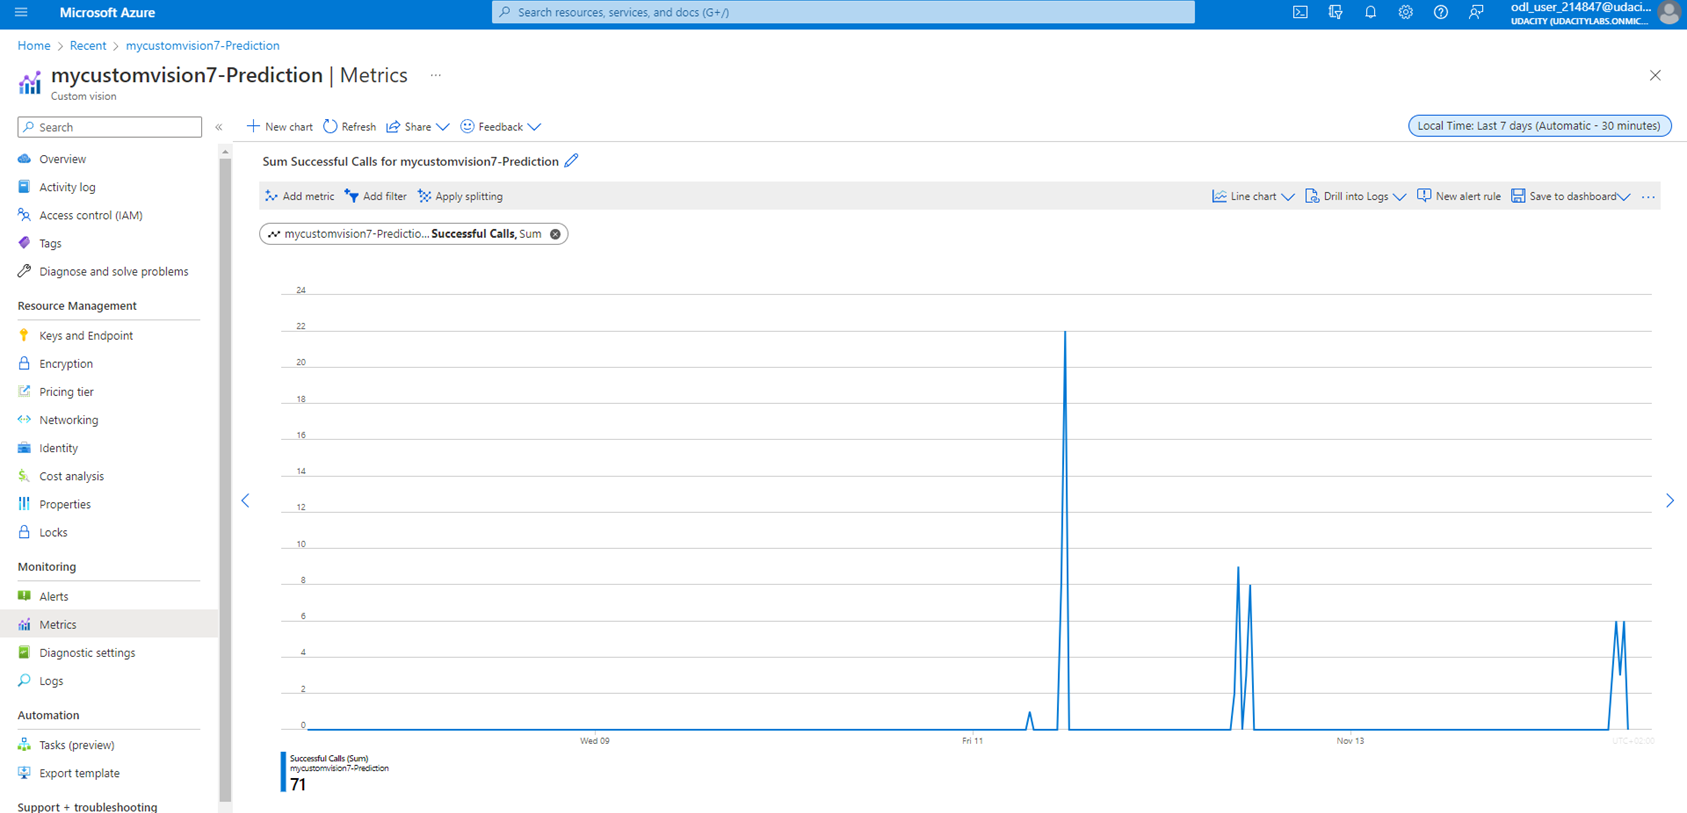 Microsoft Azure
Search resources, services, and docs (G+/)
odl_user_214847@udaci...
UDACITY (UDACITYLABS.ONMIC...
Home > Recent > mycustomvision7-Prediction
mycustomvision7-Prediction | Metrics ...
Custom vision
Search
«
New chart
Refresh
Share
Feedback
Local Time: Last 7 days (Automatic - 30 minutes)
Overview
Activity log
Access control (IAM)
Tags
Diagnose and solve problems
Resource Management
Keys and Endpoint
Encryption
Pricing tier
Networking
Identity
Cost analysis
Properties
Locks
Monitoring
Alerts
Metrics
Diagnostic settings
Logs
Automation
Tasks (preview)
Export template
Support + troubleshooting
Sum Successful Calls for mycustomvision7-Prediction
Add metric
Add filter
Apply splitting
Line chart
Drill into Logs
New alert rule
Save to dashboard
...
mycustomvision7-Predictio... Successful Calls, Sum
24
22
20
18
16
14
12
10
8
6
4
2
0
Wed 09
Fri 11
Nov 13
UTC+02:00
Successful Calls (Sum)
mycustomvision7-Prediction
71